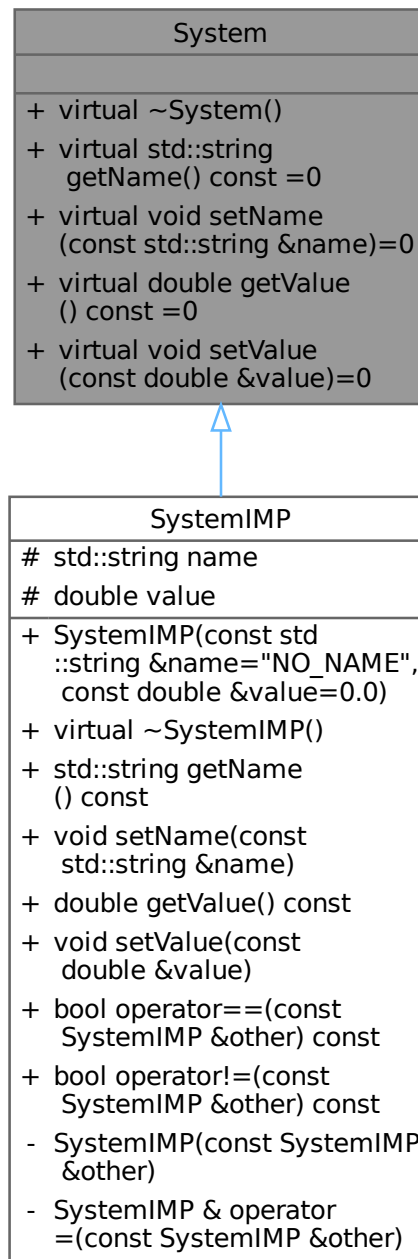 System
+ virtual ~System()
+ virtual std::string
getName() const =0
+ virtual void setName
(const std::string &name)=0
+ virtual double getValue
() const =0
+ virtual void setValue
(const double &value)=0
SystemIMP
# std::string name
# double value
+ SystemIMP(const std
::string &name="NO_NAME",
const double &value=0.0)
+ virtual ~SystemIMP()
+ std::string getName
() const
+ void setName(const
std::string &name)
+ double getValue() const
+ void setValue(const
double &value)
+ bool operator==(const
SystemIMP &other) const
+ bool operator!=(const
SystemIMP &other) const
- SystemIMP(const SystemIMP
&other)
- SystemIMP & operator
=(const SystemIMP &other)